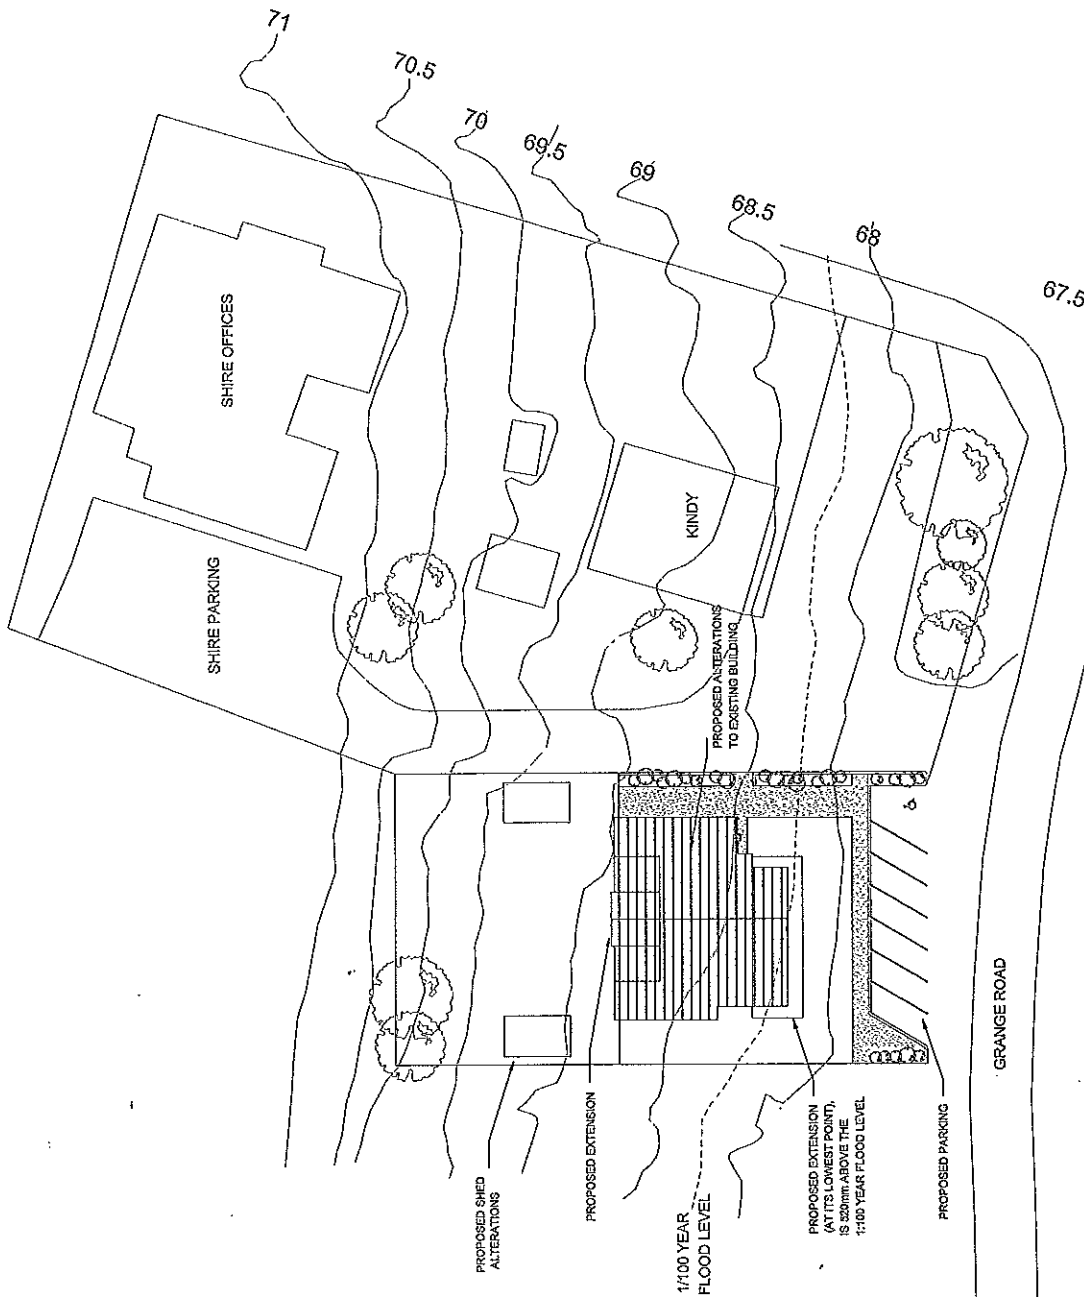 71
70.5
70
69.5
69
68.5
68
67.5
SHIRE OFFICES
SHIRE PARKING
KINDY
PROPOSED ALTERATIONS
TO EXISTING BUILDING
PROPOSED SHED
ALTERATIONS
PROPOSED EXTENSION
1/100 YEAR
FLOOD LEVEL
PROPOSED EXTENSION
(AT ITS LOWEST POINT),
IS 520mm ABOVE THE
1:100 YEAR FLOOD LEVEL
PROPOSED PARKING
GRANGE ROAD